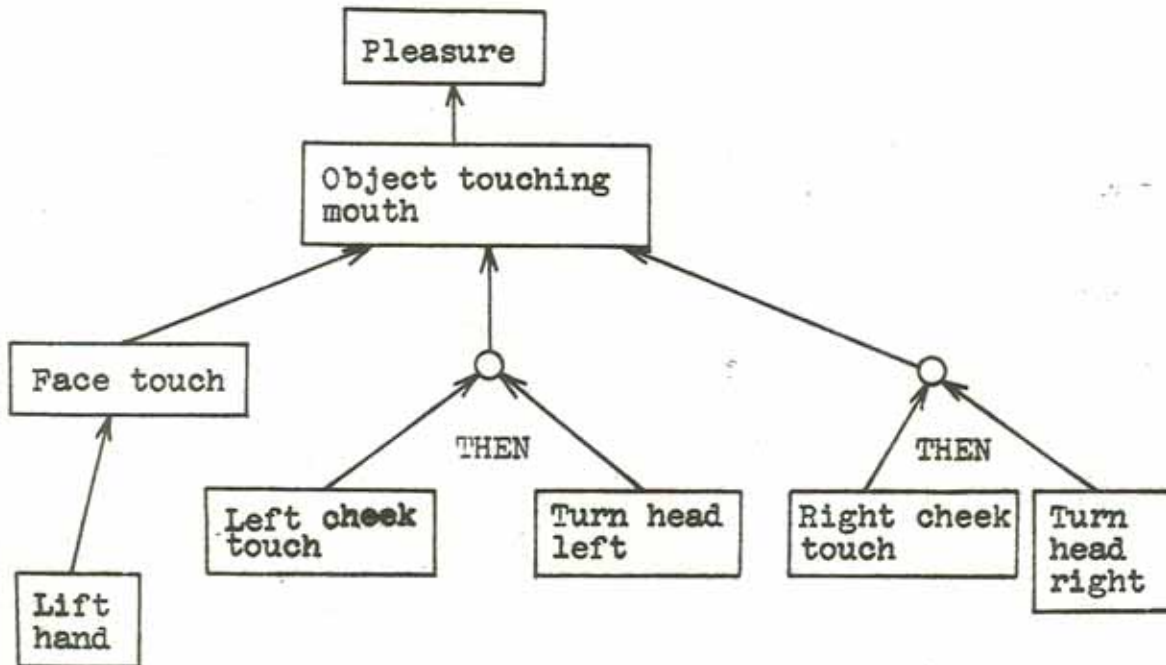 Pleasure
Object touching
mouth
Face touch
THEN
THEN
Left cheek
touch
Turn head
left
Right cheek
touch
Turn
head
right
Lift
hand